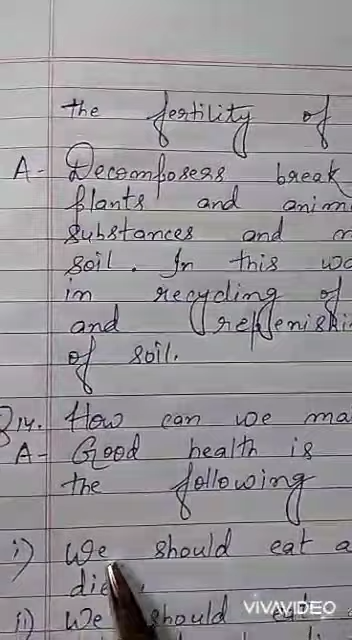 the fertility of
A- Decomposers break
plants and anim
substances and
soil. In this wa
in recycling of
and replenishi
of soil.
Q14. How can we ma
A- Good health is
the following
i) We should eat a
die
ii) We should eat
VIVAVIDEO